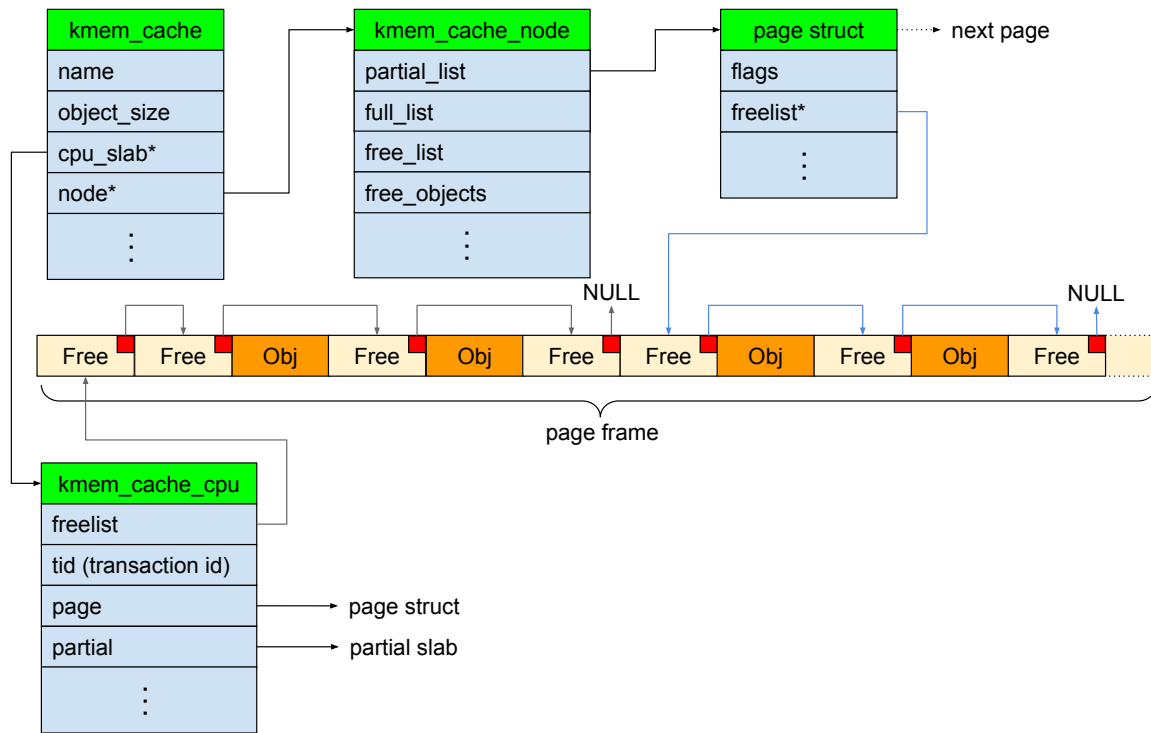 kmem_cache
name
object_size
cpu_slab*
node*
kmem_cache_node
partial_list
full_list
free_list
free_objects
page struct
flags
freelist*
next page
NULL
NULL
Free
Free
Obj
Free
Obj
Free
Free
Obj
Free
Obj
Free
page frame
kmem_cache_cpu
freelist
tid (transaction id)
page
partial
page struct
partial slab